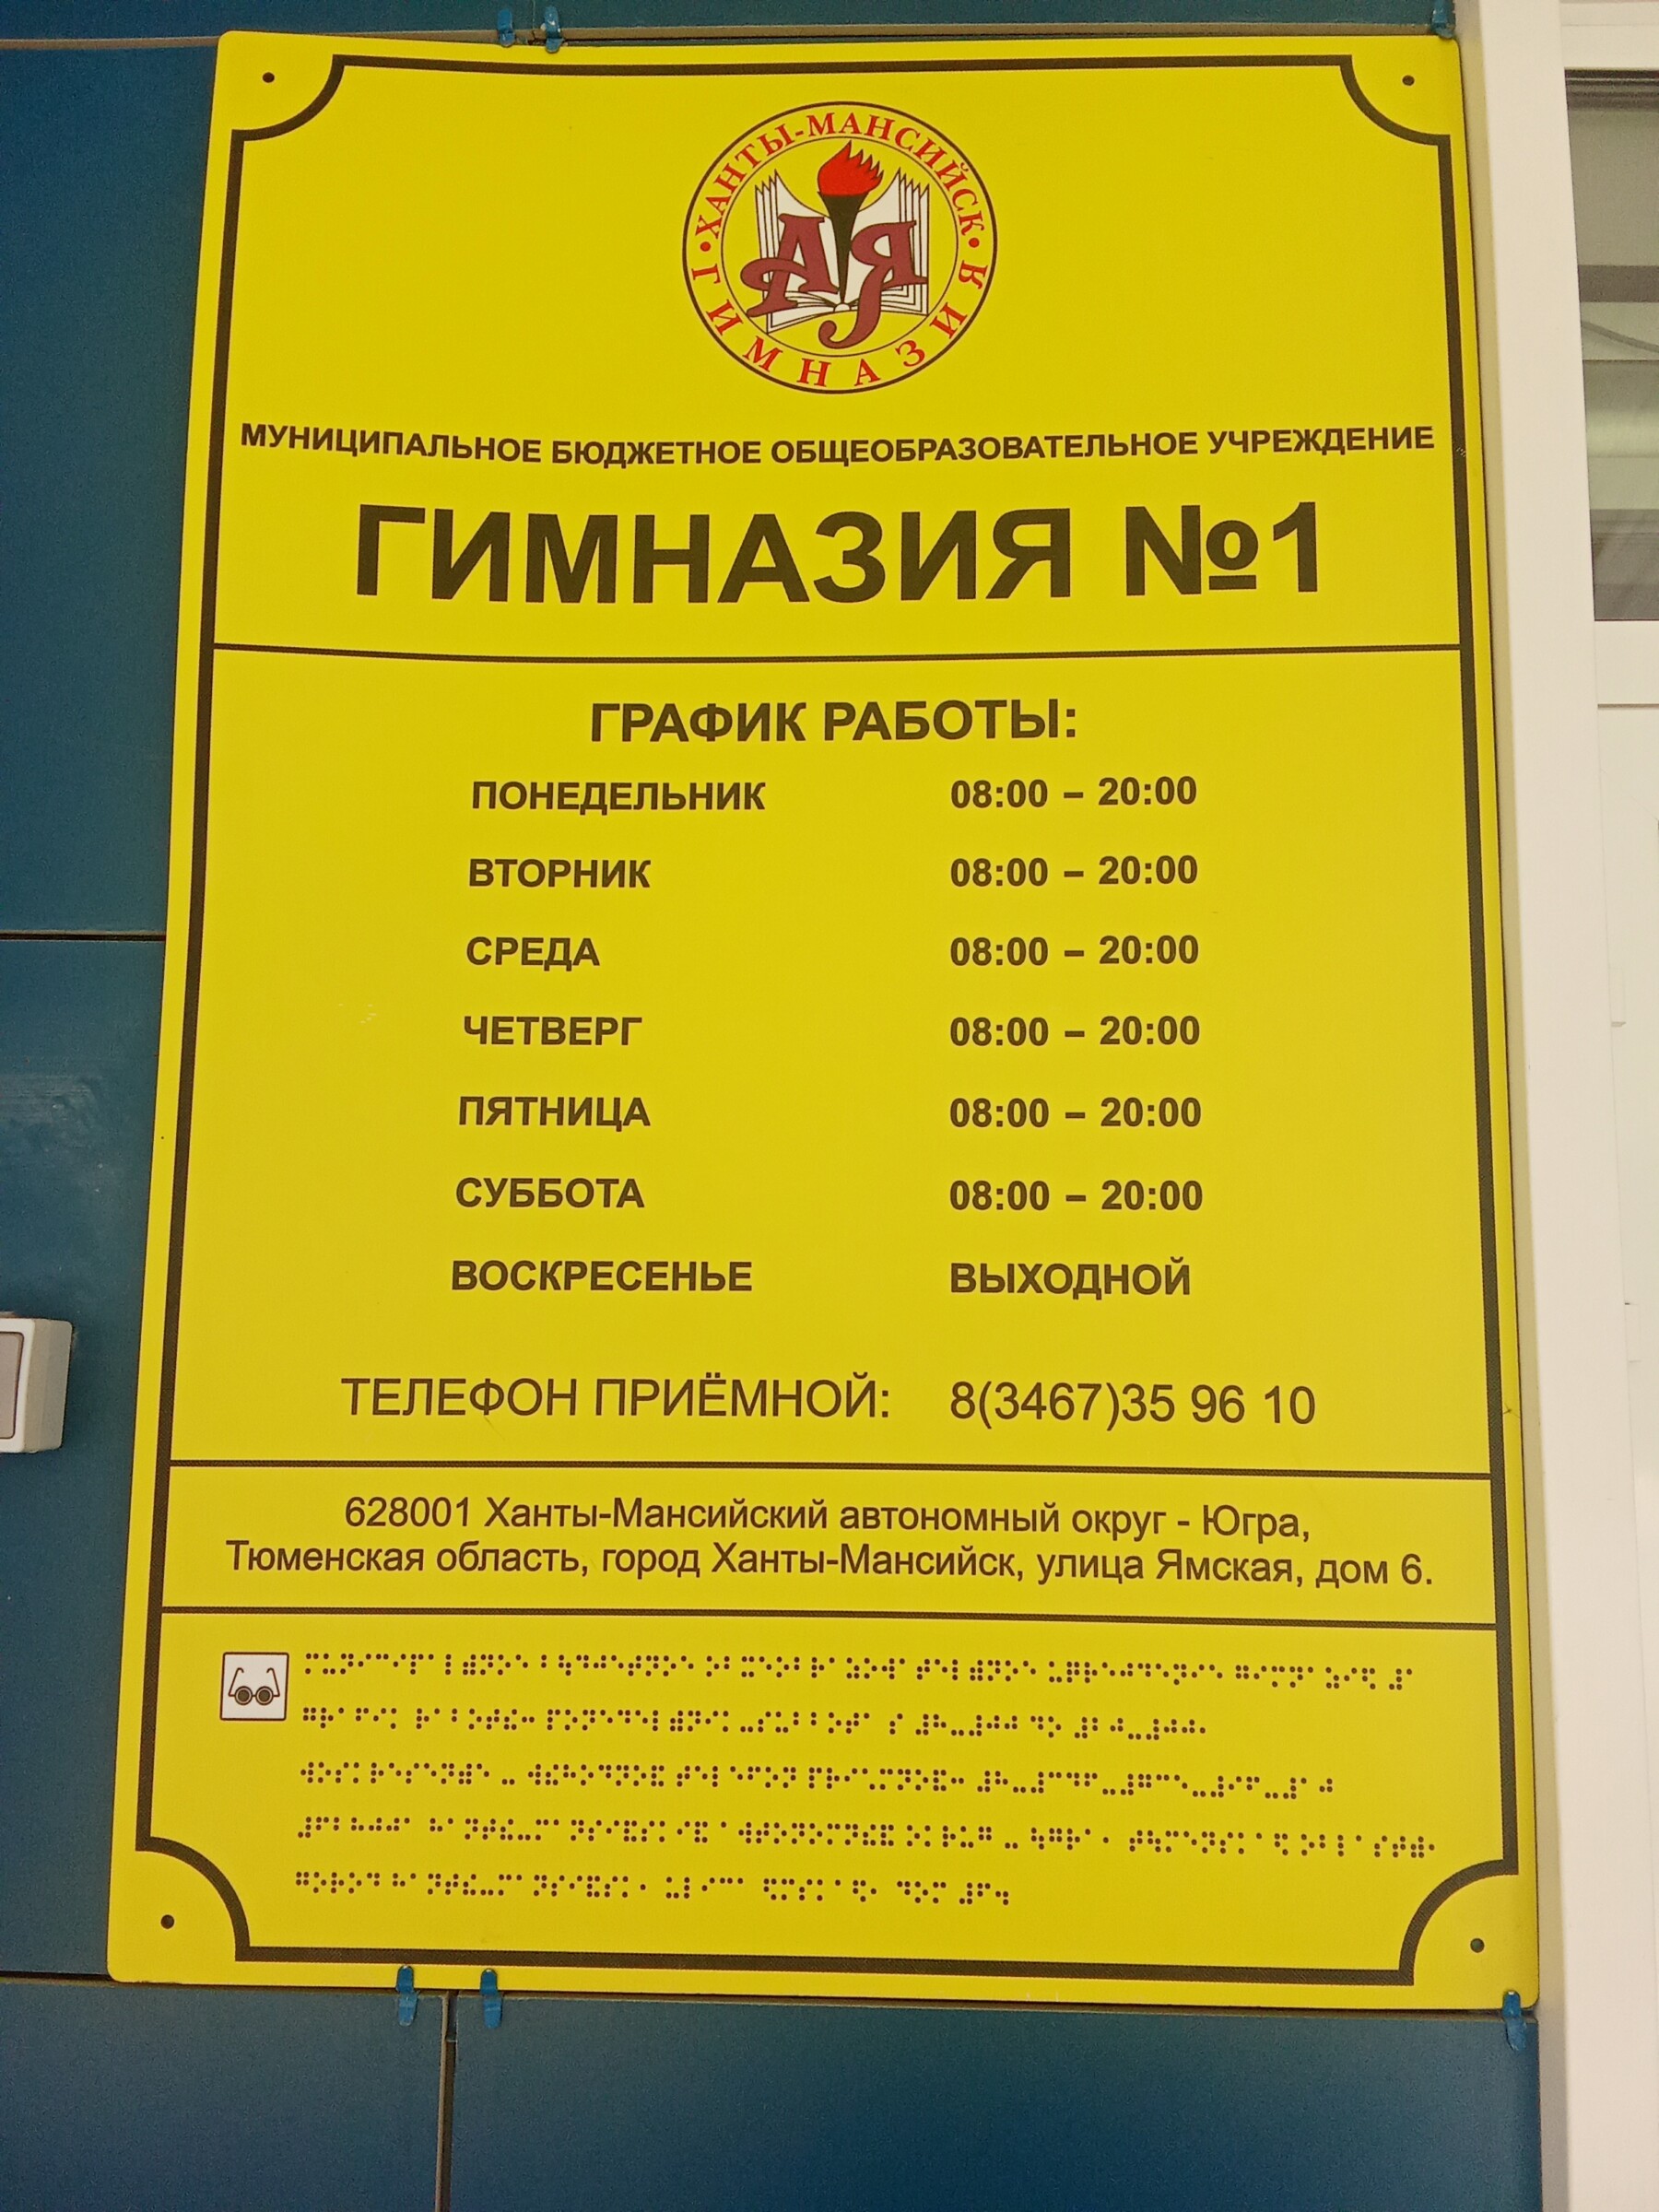 ХАНТЫ-МАНСИЙСК
АЯ
ГИМНАЗИЯ
МУНИЦИПАЛЬНОЕ БЮДЖЕТНОЕ ОБЩЕОБРАЗОВАТЕЛЬНОЕ УЧРЕЖДЕНИЕ
ГИМНАЗИЯ №1
ГРАФИК РАБОТЫ:
ПОНЕДЕЛЬНИК 08:00 – 20:00
ВТОРНИК 08:00 – 20:00
СРЕДА 08:00 – 20:00
ЧЕТВЕРГ 08:00 – 20:00
ПЯТНИЦА 08:00 – 20:00
СУББОТА 08:00 – 20:00
ВОСКРЕСЕНЬЕ ВЫХОДНОЙ
ТЕЛЕФОН ПРИЁМНОЙ: 8(3467)35 96 10
628001 Ханты-Мансийский автономный округ - Югра,
Тюменская область, город Ханты-Мансийск, улица Ямская, дом 6.